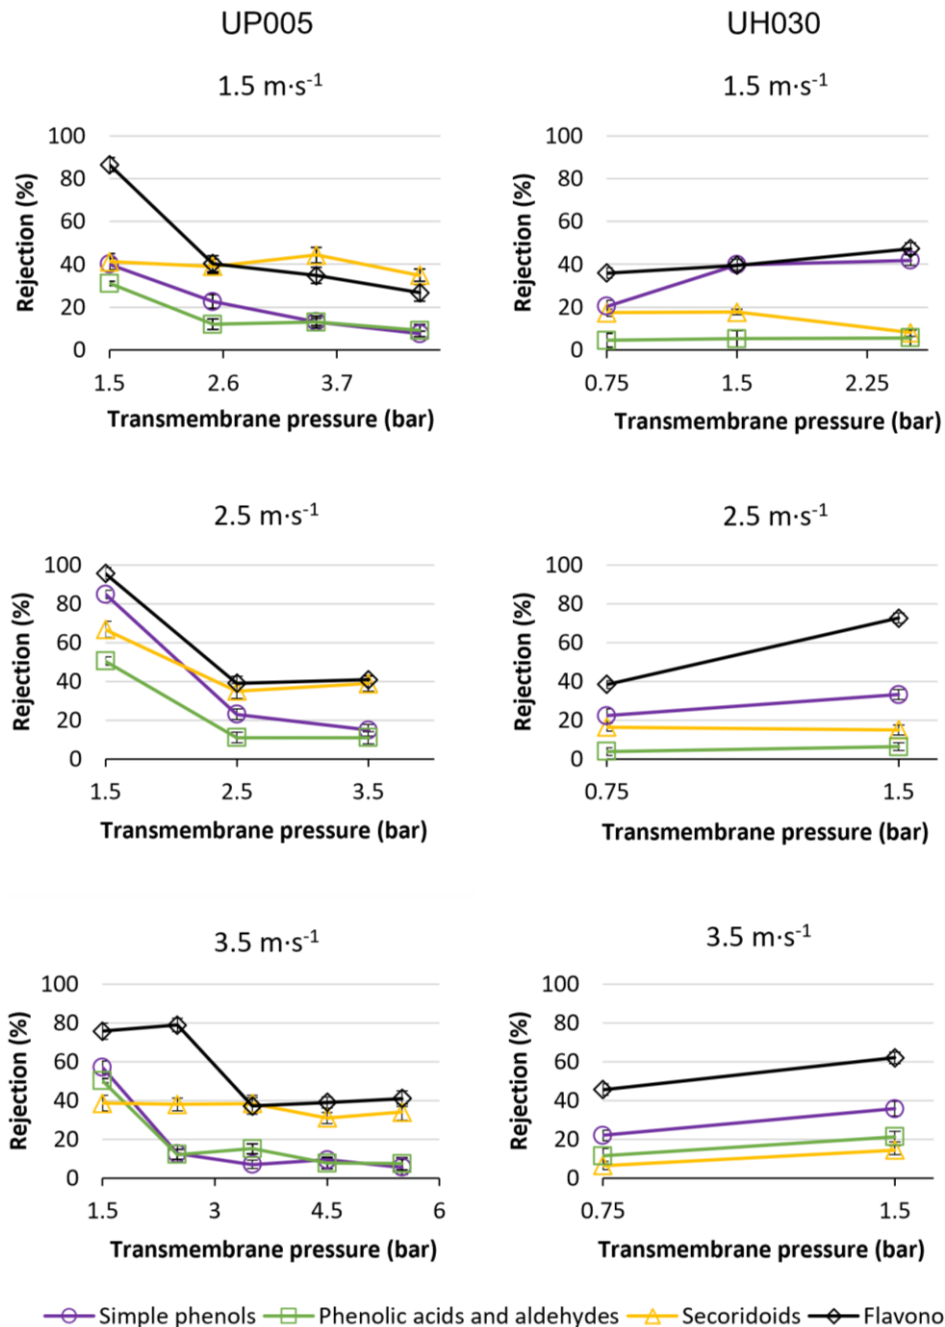 UP005 UH030
1.5 m·s⁻¹ 1.5 m·s⁻¹
100 100
80 80
60 60
40 40
20 20
0 0
Rejection (%) Rejection (%)
1.5 2.6 3.7 0.75 1.5 2.25
Transmembrane pressure (bar) Transmembrane pressure (bar)
2.5 m·s⁻¹ 2.5 m·s⁻¹
100 100
80 80
60 60
40 40
20 20
0 0
Rejection (%) Rejection (%)
1.5 2.5 3.5 0.75 1.5
Transmembrane pressure (bar) Transmembrane pressure (bar)
3.5 m·s⁻¹ 3.5 m·s⁻¹
100 100
80 80
60 60
40 40
20 20
0 0
Rejection (%) Rejection (%)
1.5 3 4.5 6 0.75 1.5
Transmembrane pressure (bar) Transmembrane pressure (bar)
Simple phenols Phenolic acids and aldehydes Secoridoids Flavono